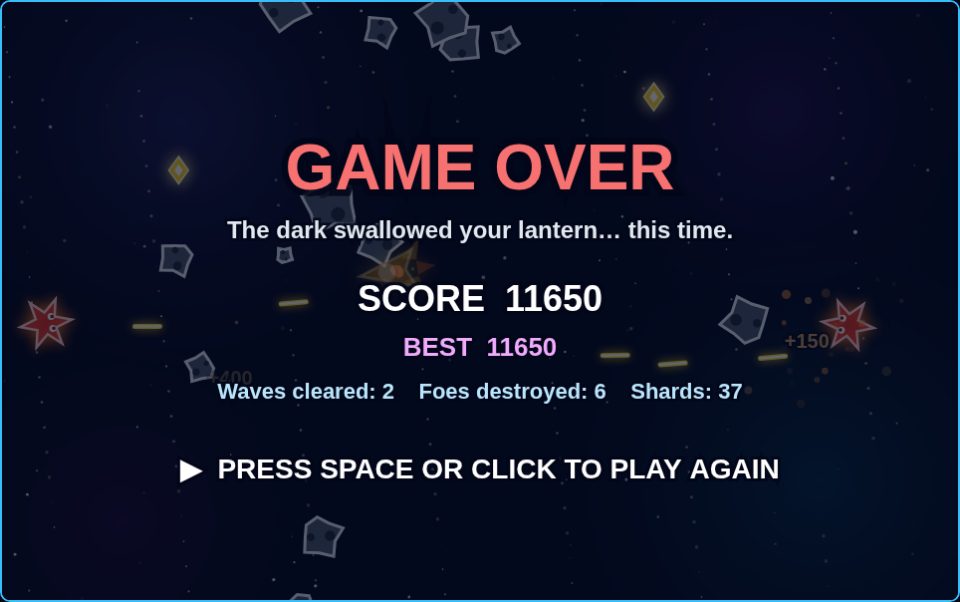 GAME OVER
The dark swallowed your lantern… this time.
SCORE 11650
BEST 11650
+150
+400
Waves cleared: 2 Foes destroyed: 6 Shards: 37
▶ PRESS SPACE OR CLICK TO PLAY AGAIN